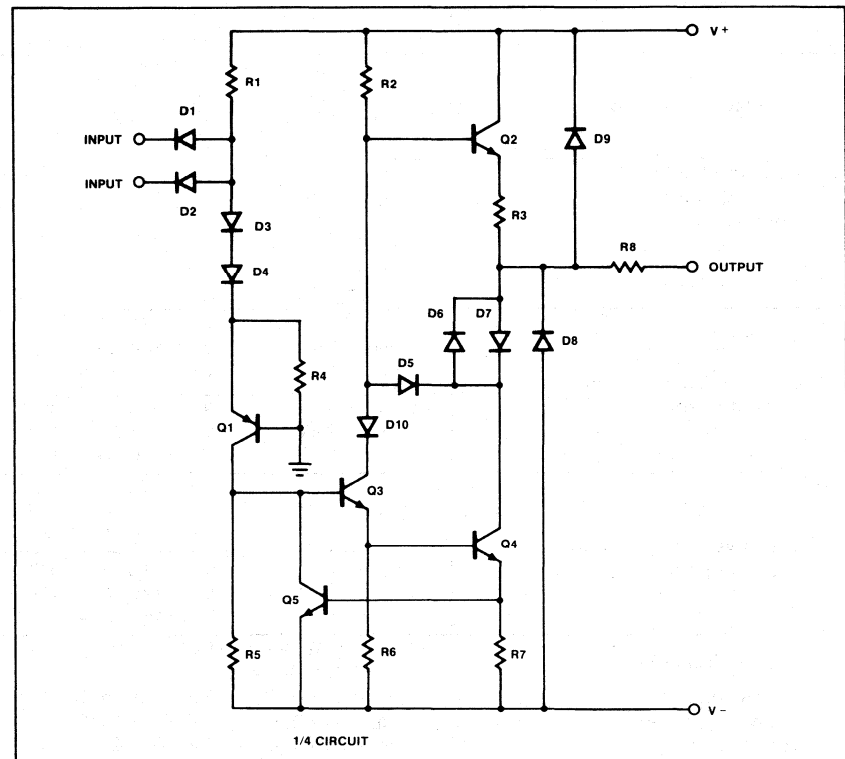 V+
R1
R2
D1
INPUT
Q2
D9
INPUT
D2
R3
D3
R8
OUTPUT
D4
D6
D7
D8
D5
R4
Q1
D10
Q3
Q4
Q5
R5
R6
R7
V-
1/4 CIRCUIT